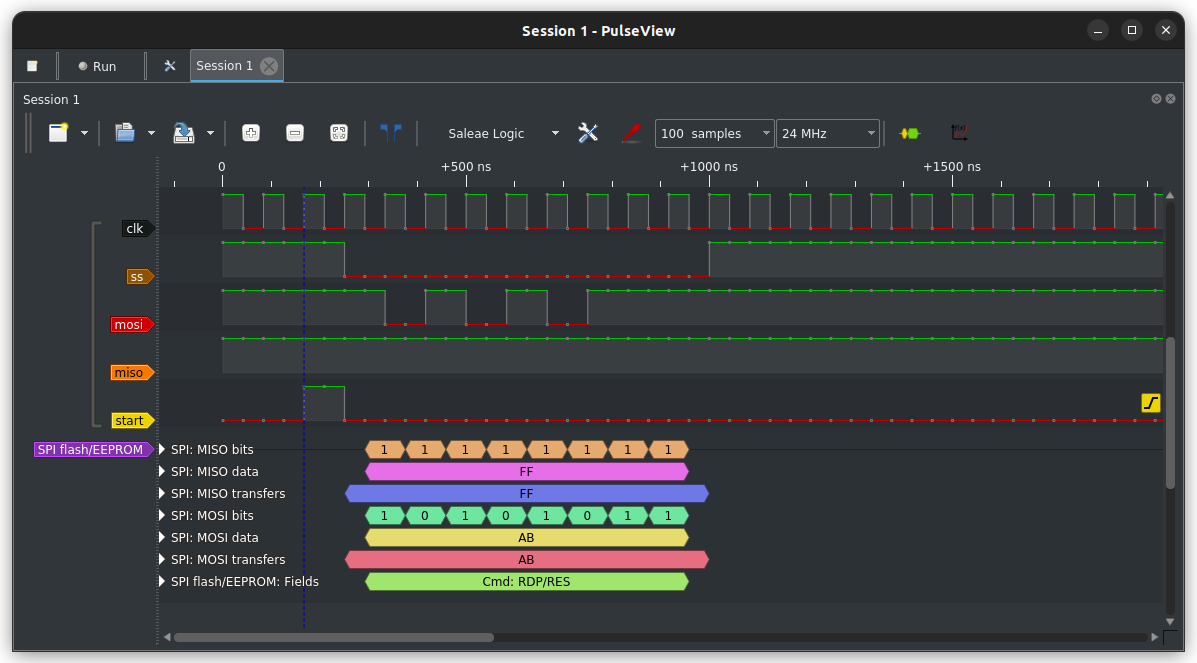 Session 1 - PulseView
Run
Session 1
Session 1
Saleae Logic
100 samples
24 MHz
0 +500 ns +1000 ns +1500 ns
clk
ss
mosi
miso
start
SPI flash/EEPROM SPI: MISO bits 1 1 1 1 1 1 1 1
SPI: MISO data FF
SPI: MISO transfers FF
SPI: MOSI bits 1 0 1 0 1 0 1 1
SPI: MOSI data AB
SPI: MOSI transfers AB
SPI flash/EEPROM: Fields Cmd: RDP/RES